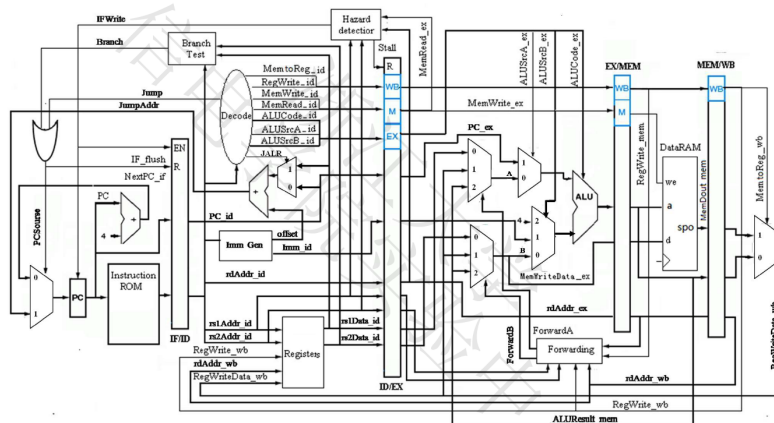 IFWrite
Hazard
detectior
Branch
Branch
Test
Stall
R
MemRead_ex
ALUSrcA_ex
ALUSrcB_ex
ALUCode_ex
EX/MEM
MEM/WB
MemtoReg_id
RegWrite_id
MemWrite_id
MemRead_id
ALUCode_id
ALUSrcA_id
ALUSrcB_id
Decode
JALR
Jump
JumpAddr
WB
M
EX
WB
M
WB
MemWrite_ex
RegWrite_mem
MemtoReg_wb
EN
R
IF_flush
NextPC_if
PCSourse
PC
+
4
1
0
+
PC_ex
0
1
2
A
1
0
ALU
DataRAM
we
a
d
spo
MemDout_mem
PC_id
offset
Imm Gen
Imm_id
4
2
1
0
B
0
1
2
MemWriteData_ex
1
0
0
1
PC
Instruction
ROM
IF/ID
rdAddr_id
rdAddr_ex
rs1Addr_id
rs2Addr_id
Registers
rs1Data_id
rs2Data_id
RegWrite_wb
rdAddr_wb
RegWriteData_wb
ForwardA
ForwardB
Forwarding
RegWriteData_wb
rdAddr_wb
RegWrite_wb
ID/EX
ALUResult_mem